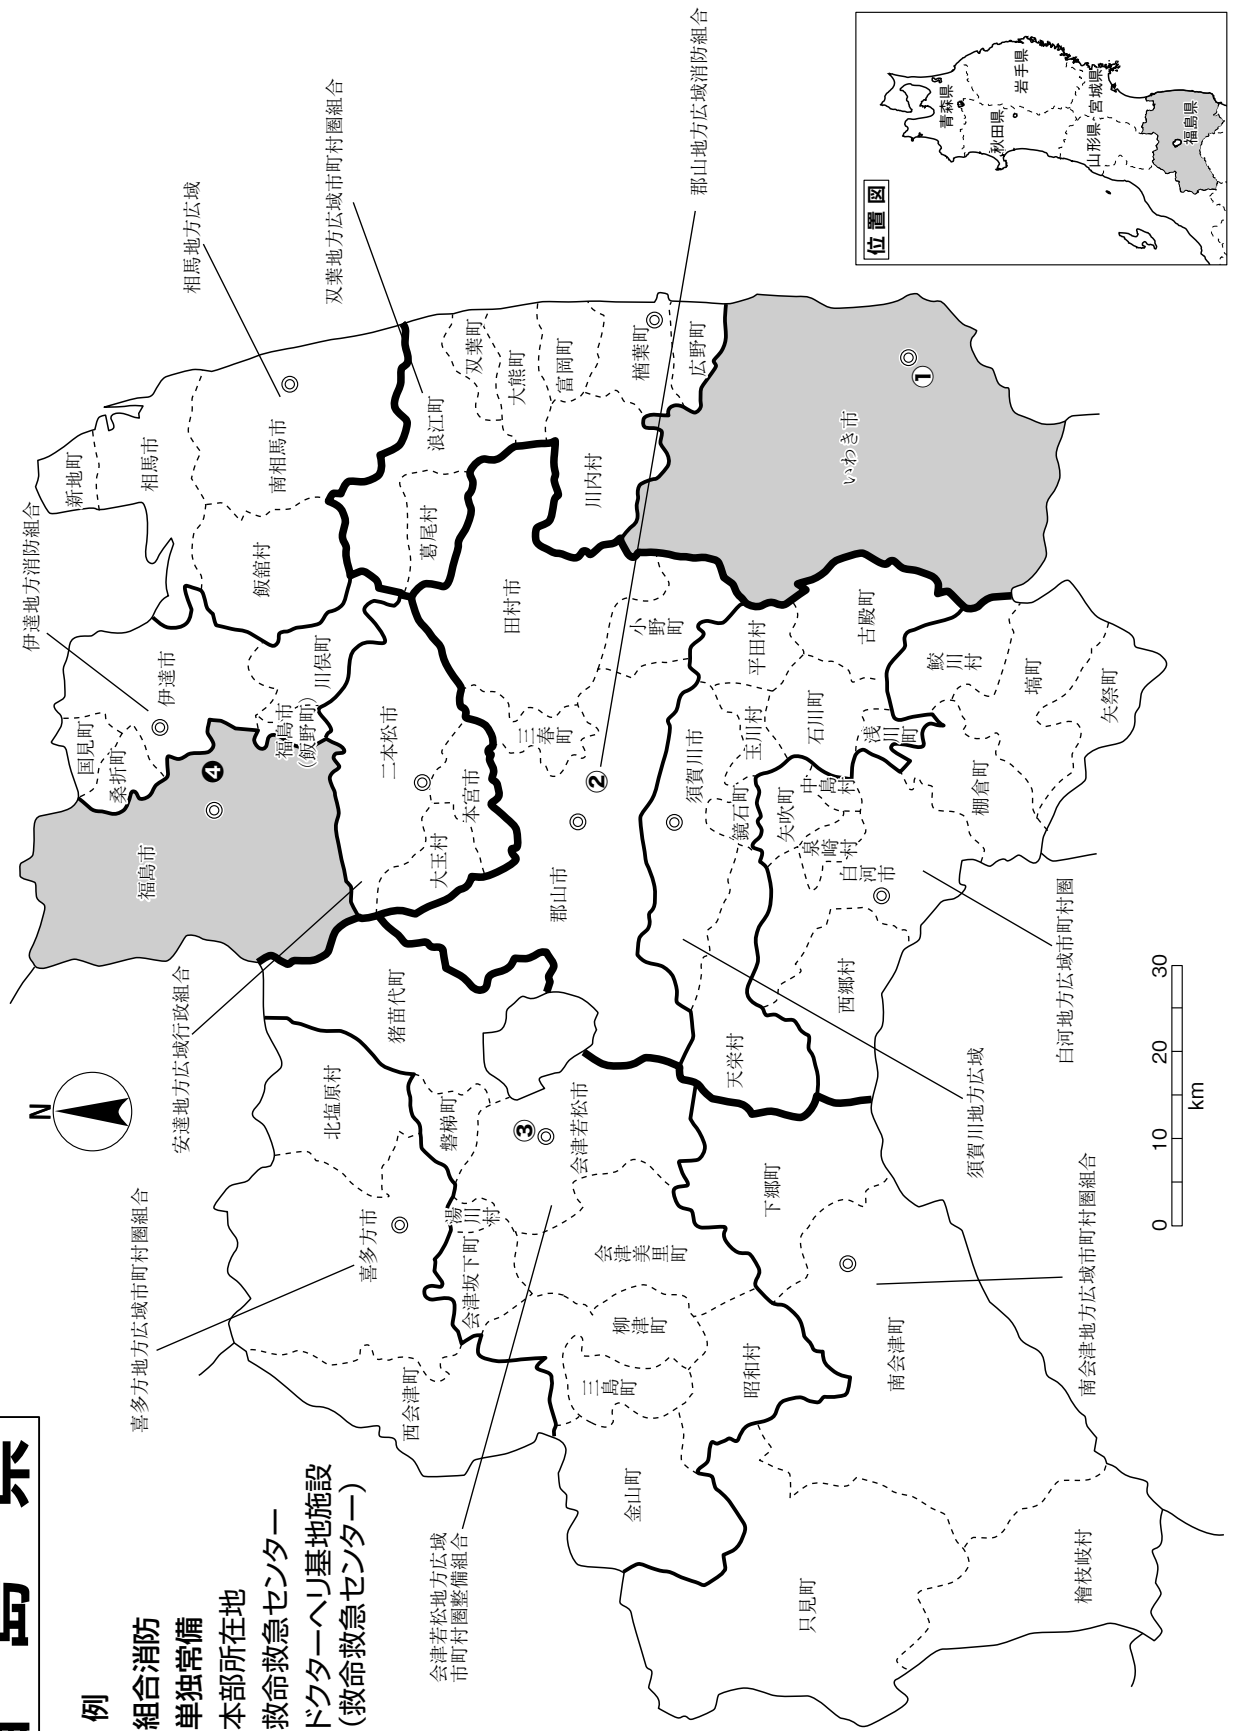 島 県
例
組合消防
単独常備
本部所在地
救命救急センター
ドクターヘリ基地施設
(救命救急センター)
N
喜多方地方広域市町村圏組合
安達地方広域行政組合
伊達地方消防組合
相馬地方広域
双葉地方広域市町村圏組合
郡山地方広域消防組合
会津若松地方広域
市町村圏整備組合
南会津地方広域市町村圏組合
須賀川地方広域
白河地方広域市町村圏
福島市
④
国見町
桑折町
伊達市
福島市
(飯野町)
川俣町
新地町
相馬市
南相馬市
飯舘村
浪江町
葛尾村
双葉町
大熊町
富岡町
楢葉町
広野町
川内村
いわき市
①
二本松市
本宮市
大玉村
田村市
小野町
三春町
②
郡山市
須賀川市
鏡石町
天栄村
玉川村
平田村
石川町
古殿町
浅川町
鮫川村
塙町
矢祭町
棚倉町
矢吹町
中島村
泉崎村
白河市
西郷村
猪苗代町
磐梯町
北塩原村
喜多方市
西会津町
湯川村
会津坂下町
③
会津若松市
会津美里町
柳津町
三島町
昭和村
金山町
下郷町
南会津町
只見町
檜枝岐村
0 10 20 30
km
位置図
青森県
秋田県
岩手県
山形県
宮城県
福島県